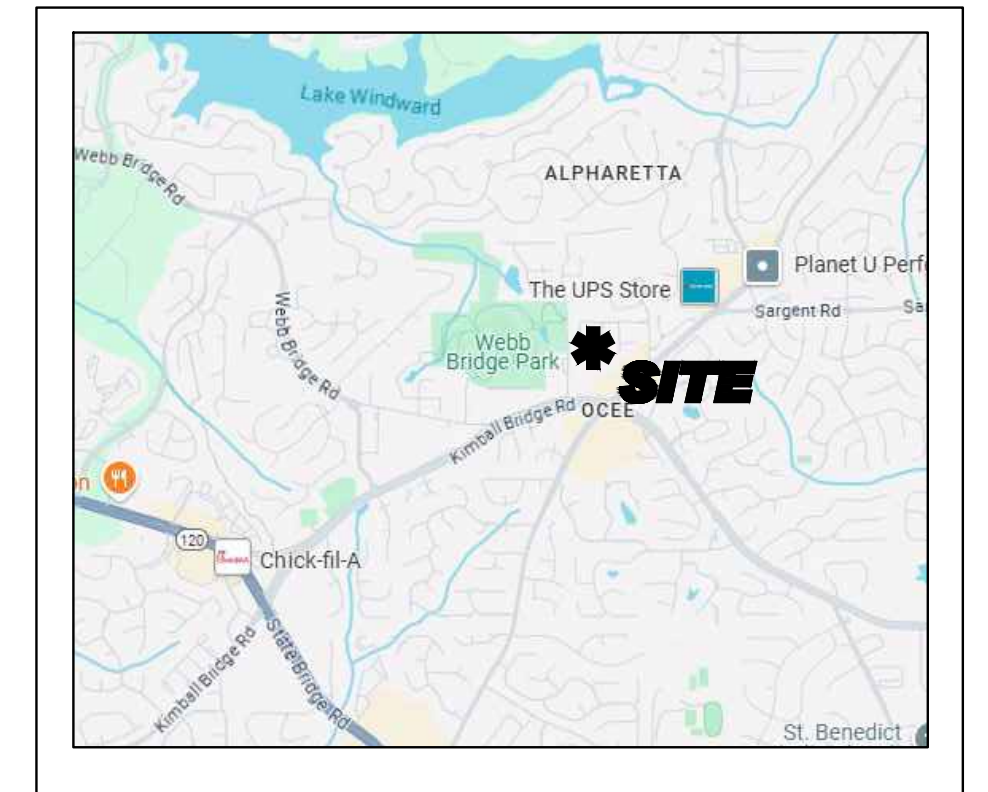 Lake Windward
Webb Bridge Rd
ALPHARETTA
Planet U Perf
The UPS Store
Sargent Rd
Sa
Webb Bridge Rd
Webb
Bridge Park
SITE
Kimball Bridge Rd
OCEE
n
120
Chick-fil-A
Kimball Bridge Rd
State Bridge Rd
St. Benedict